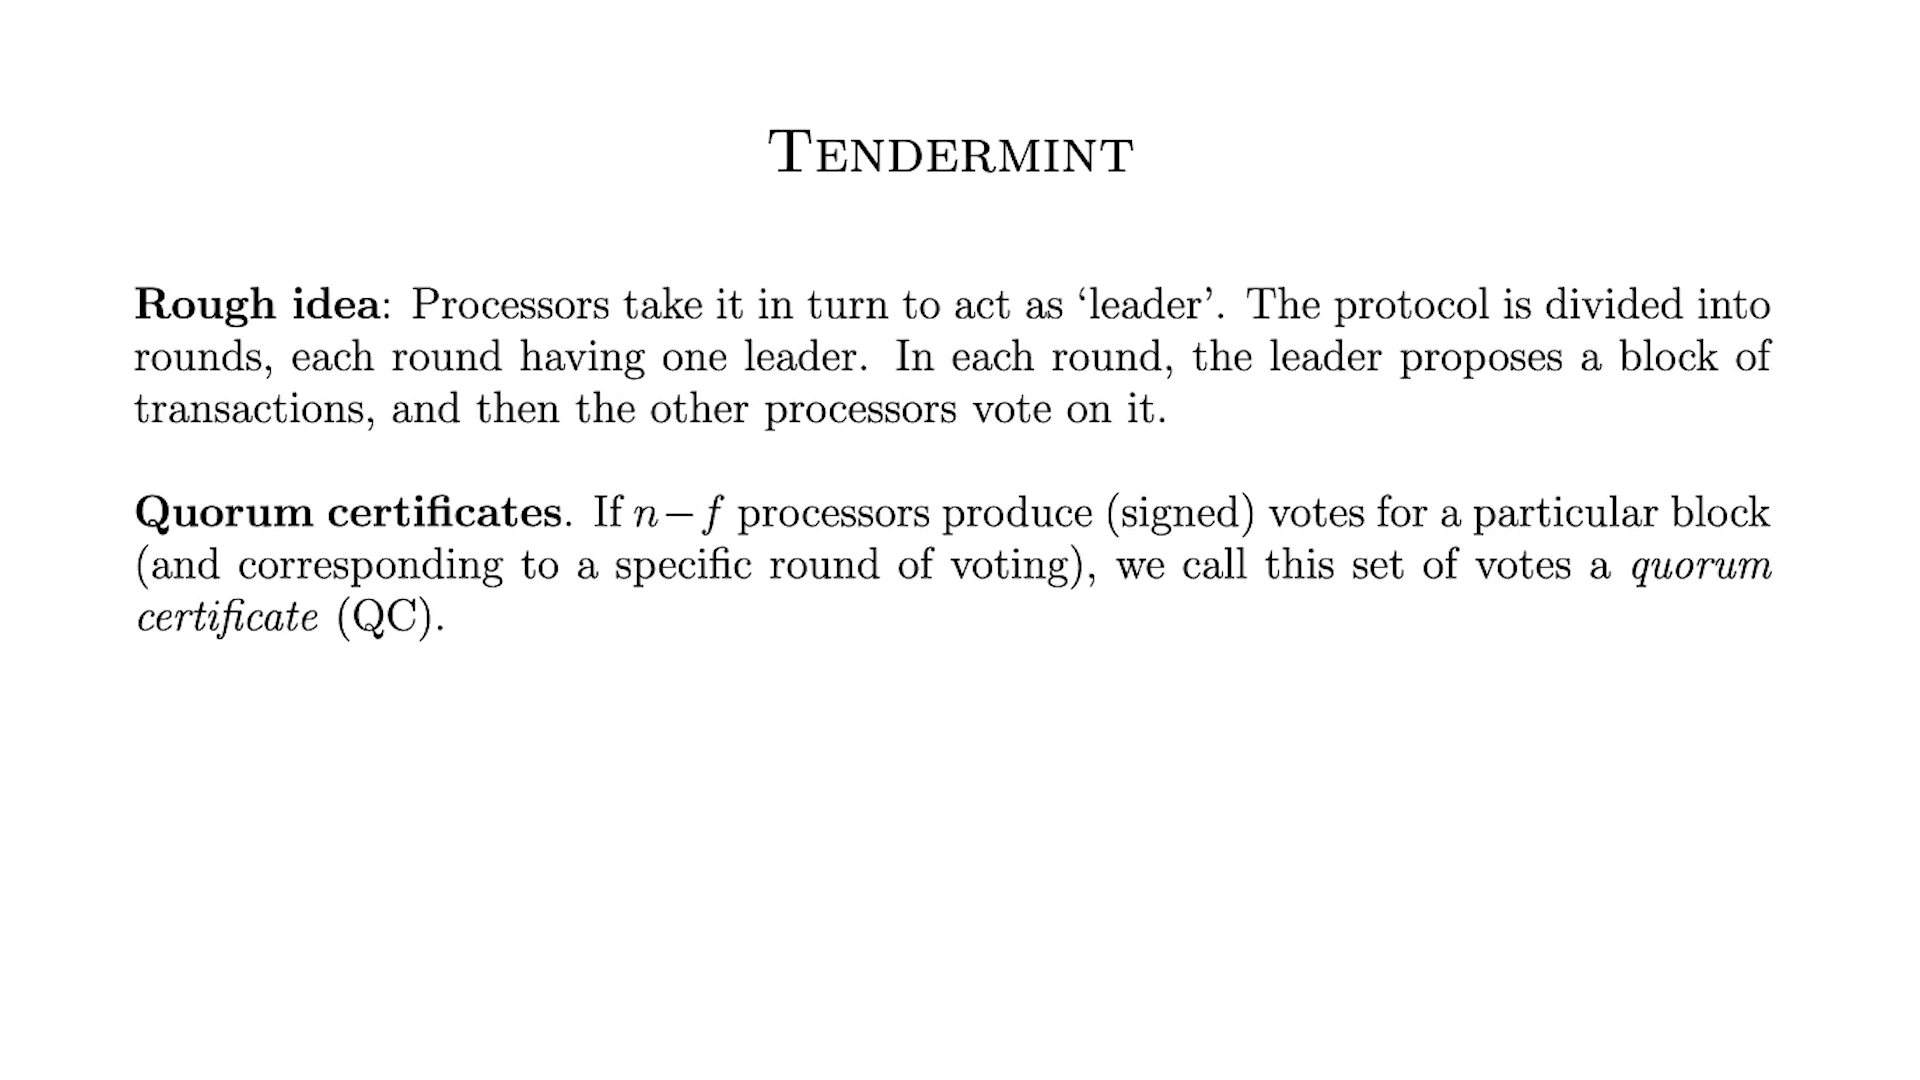 TENDERMINT
Rough idea: Processors take it in turn to act as ‘leader’. The protocol is divided into
rounds, each round having one leader. In each round, the leader proposes a block of
transactions, and then the other processors vote on it.
Quorum certificates. If n − f processors produce (signed) votes for a particular block
(and corresponding to a specific round of voting), we call this set of votes a quorum
certificate (QC).